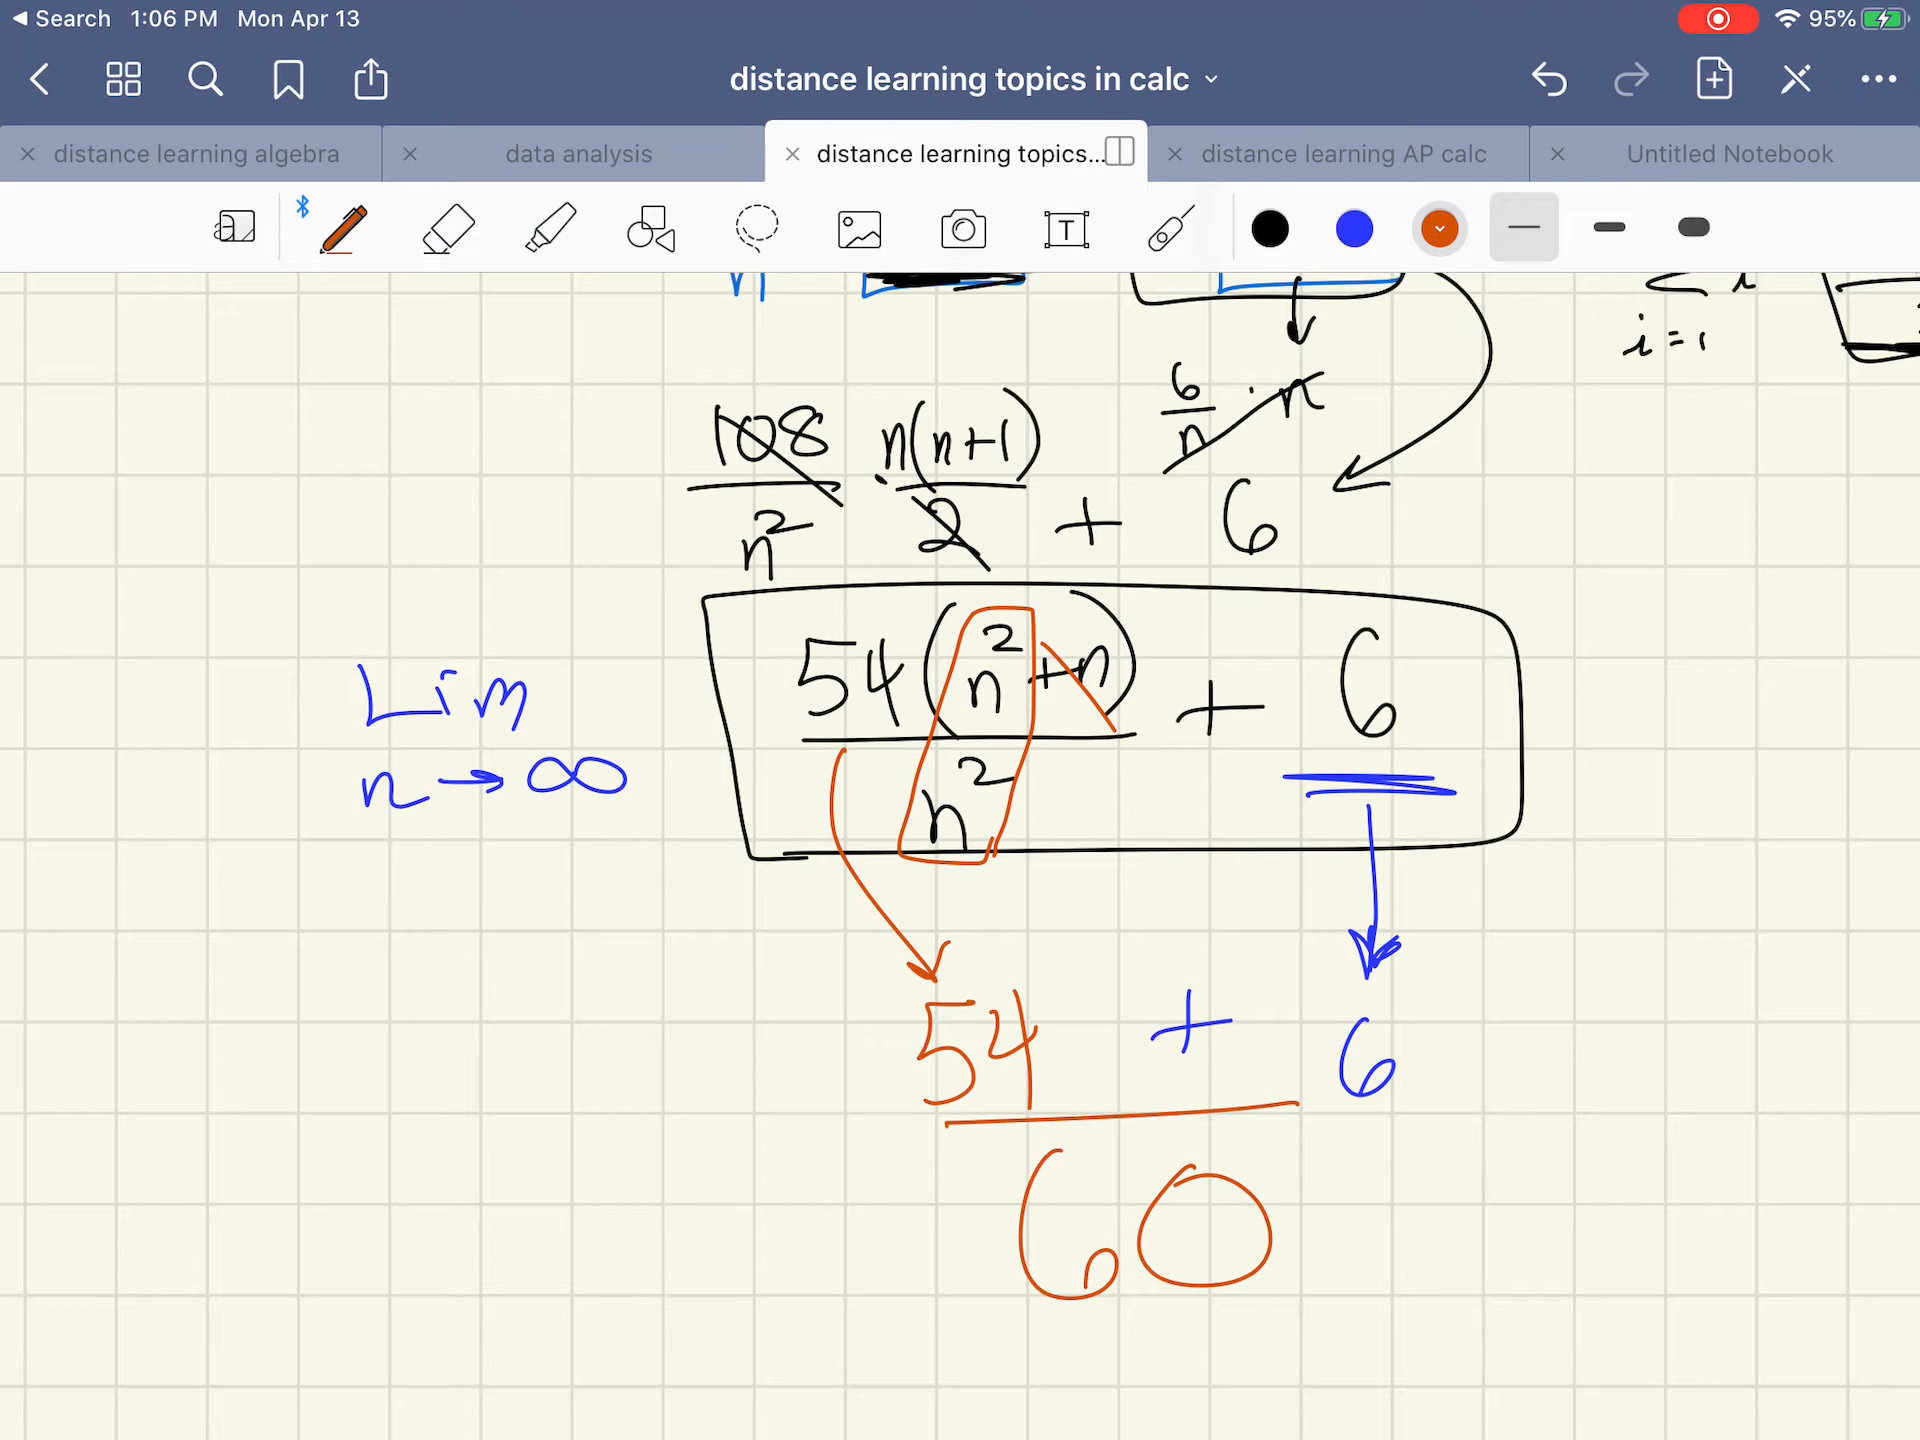 Search 1:06 PM Mon Apr 13 95%
distance learning topics in calc
distance learning algebra data analysis distance learning topics... distance learning AP calc Untitled Notebook
a T
n i
i=1
6/n · n
108/n² · n(n+1)/2 + 6
Lim n→∞ 54(n²+n)/n² + 6
54 + 6
60